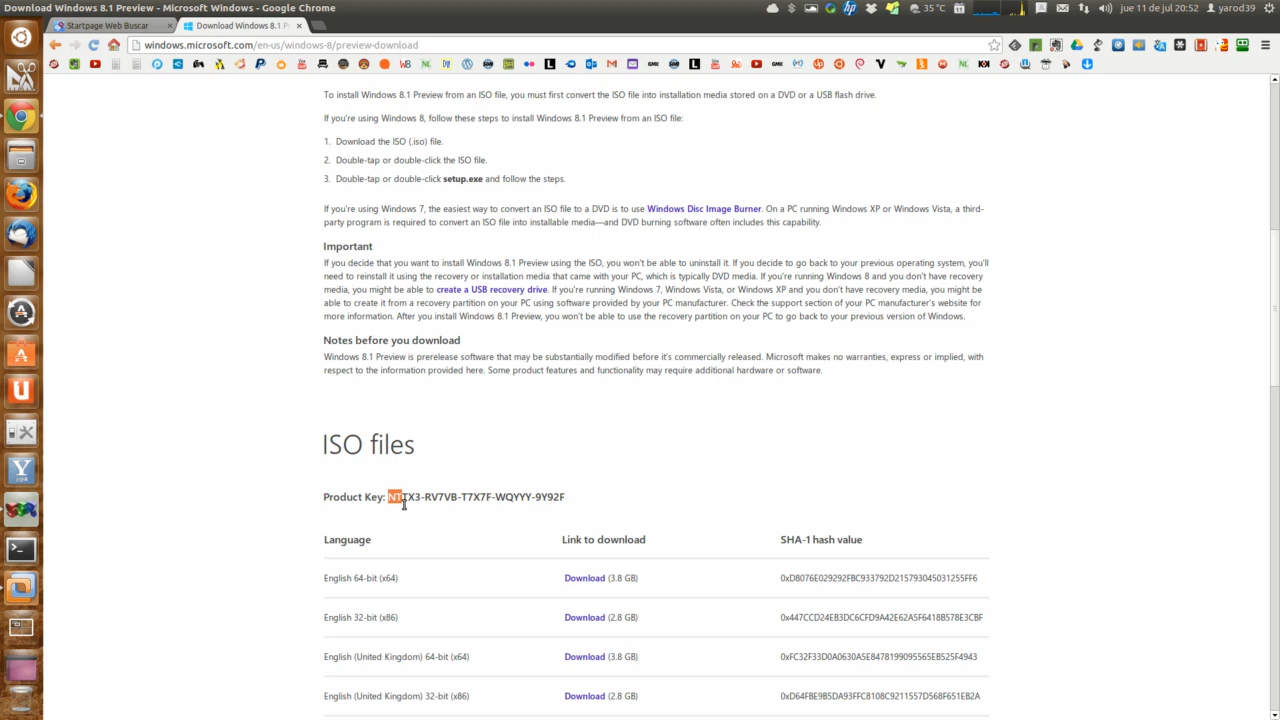 Download Windows 8.1 Preview - Microsoft Windows - Google Chrome
35 °C
jue 11 de jul 20:52
yarod39
Startpage Web Buscar
Download Windows 8.1 P
windows.microsoft.com/en-us/windows-8/preview-download
To install Windows 8.1 Preview from an ISO file, you must first convert the ISO file into installation media stored on a DVD or a USB flash drive.
If you're using Windows 8, follow these steps to install Windows 8.1 Preview from an ISO file:
1. Download the ISO (.iso) file.
2. Double-tap or double-click the ISO file.
3. Double-tap or double-click setup.exe and follow the steps.
If you're using Windows 7, the easiest way to convert an ISO file to a DVD is to use Windows Disc Image Burner. On a PC running Windows XP or Windows Vista, a third-
party program is required to convert an ISO file into installable media—and DVD burning software often includes this capability.
Important
If you decide that you want to install Windows 8.1 Preview using the ISO, you won't be able to uninstall it. If you decide to go back to your previous operating system, you'll
need to reinstall it using the recovery or installation media that came with your PC, which is typically DVD media. If you're running Windows 8 and you don't have recovery
media, you might be able to create a USB recovery drive. If you're running Windows 7, Windows Vista, or Windows XP and you don't have recovery media, you might be
able to create it from a recovery partition on your PC using software provided by your PC manufacturer. Check the support section of your PC manufacturer's website for
more information. After you install Windows 8.1 Preview, you won't be able to use the recovery partition on your PC to go back to your previous version of Windows.
Notes before you download
Windows 8.1 Preview is prerelease software that may be substantially modified before it's commercially released. Microsoft makes no warranties, express or implied, with
respect to the information provided here. Some product features and functionality may require additional hardware or software.
ISO files
Product Key: NTTX3-RV7VB-T7X7F-WQYYY-9Y92F
Language Link to download SHA-1 hash value
English 64-bit (x64) Download (3.8 GB) 0xD8076E029292FBC933792D215793045031255FF6
English 32-bit (x86) Download (2.8 GB) 0x447CCD24EB3DC6CFD9A42E62A5F6418B578E3CBF
English (United Kingdom) 64-bit (x64) Download (3.8 GB) 0xFC32F33D0A0630A5E8478199095565EB525F4943
English (United Kingdom) 32-bit (x86) Download (2.8 GB) 0xD64FBE9B5DA93FFC8108C9211557D568F651EB2A